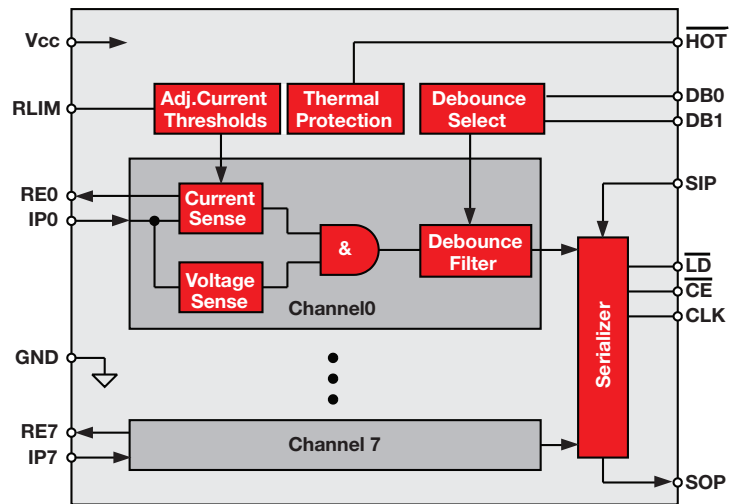 Vcc
HOT
RLIM
Adj.Current
Thresholds
Thermal
Protection
Debounce
Select
DB0
DB1
RE0
IP0
Current
Sense
Voltage
Sense
&
Debounce
Filter
Channel0
SIP
LD
CE
CLK
Serializer
GND
RE7
IP7
Channel 7
SOP